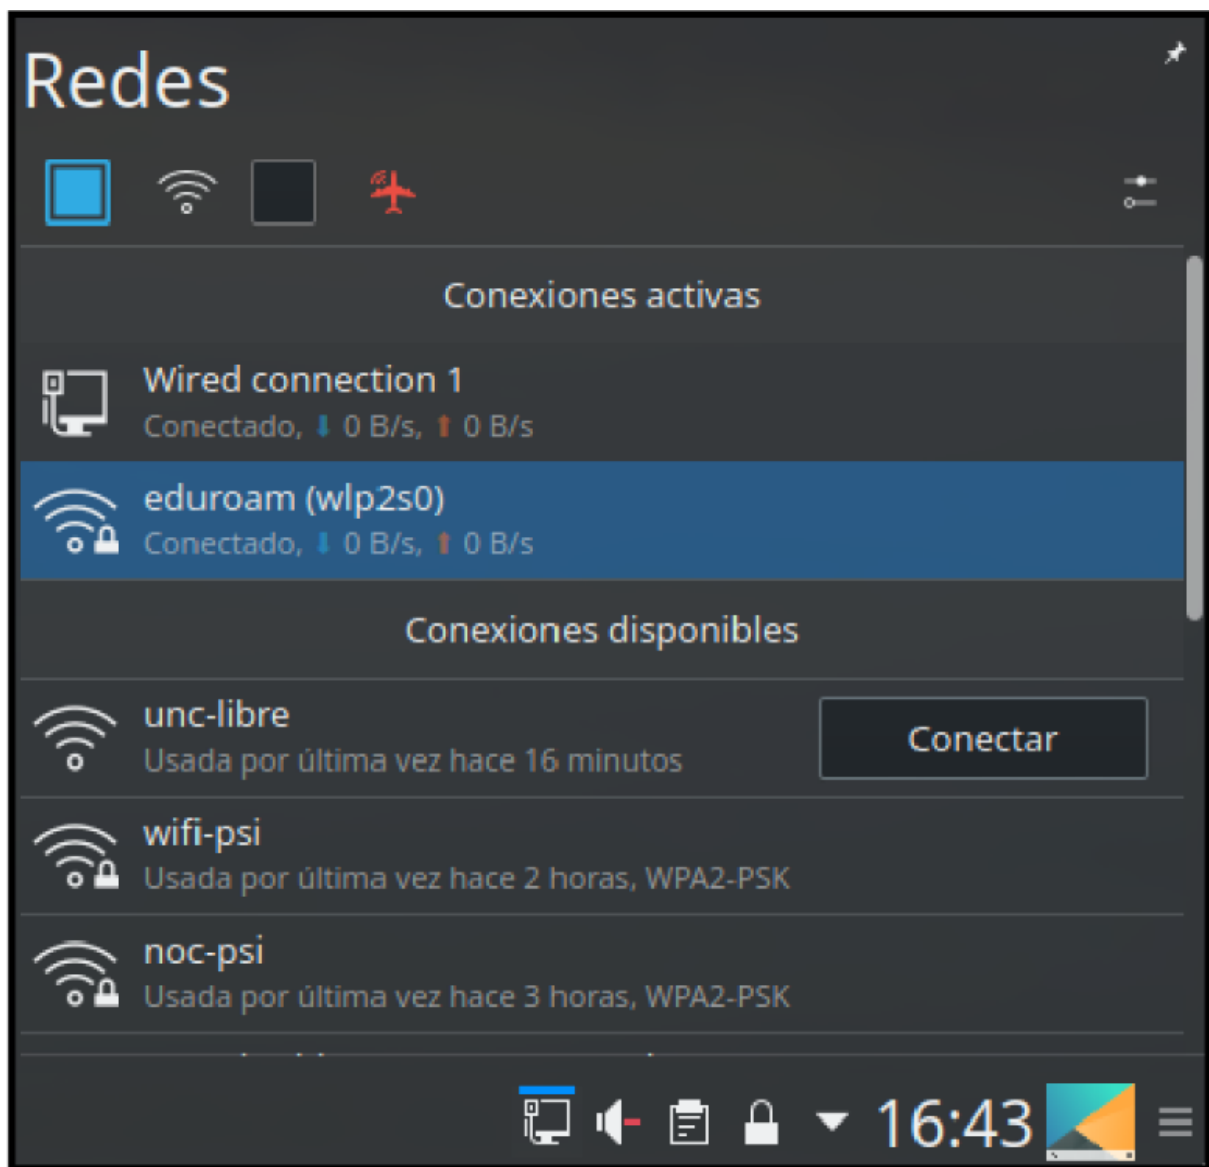 Redes
Conexiones activas
Wired connection 1
Conectado, ⬇ 0 B/s, ⬆ 0 B/s
eduroam (wlp2s0)
Conectado, ⬇ 0 B/s, ⬆ 0 B/s
Conexiones disponibles
unc-libre
Usada por última vez hace 16 minutos
Conectar
wifi-psi
Usada por última vez hace 2 horas, WPA2-PSK
noc-psi
Usada por última vez hace 3 horas, WPA2-PSK
16:43